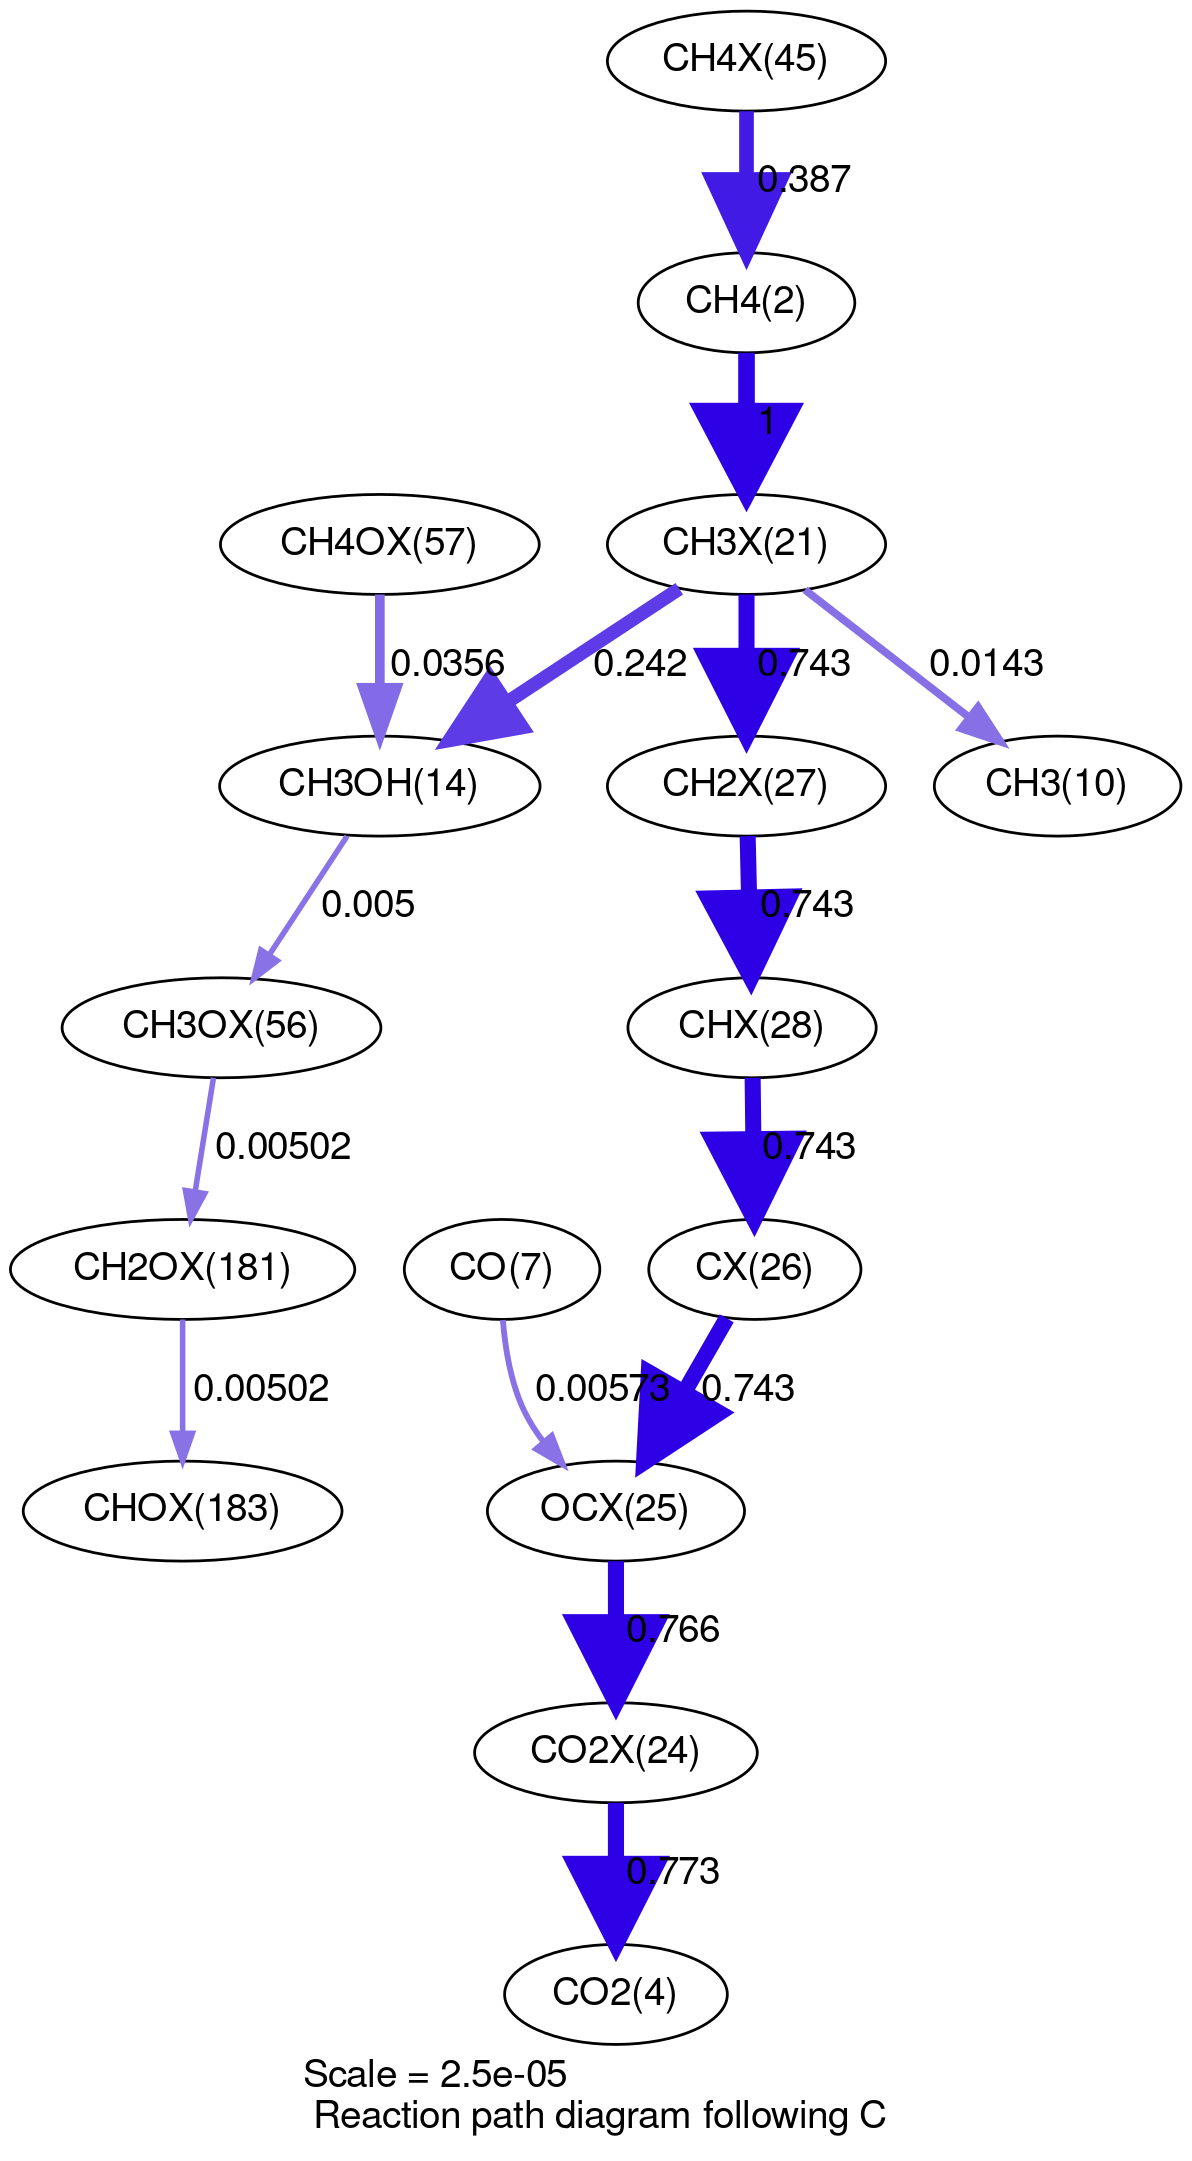 CH4X(45)
0.387
CH4(2)
1
CH4OX(57)
CH3X(21)
0.0356
0.242
0.743
0.0143
CH3OH(14)
CH2X(27)
CH3(10)
0.005
0.743
CH3OX(56)
CHX(28)
0.00502
0.743
CH2OX(181)
CO(7)
CX(26)
0.00502
0.00573
0.743
CHOX(183)
OCX(25)
0.766
CO2X(24)
0.773
CO2(4)
Scale = 2.5e-05
Reaction path diagram following C